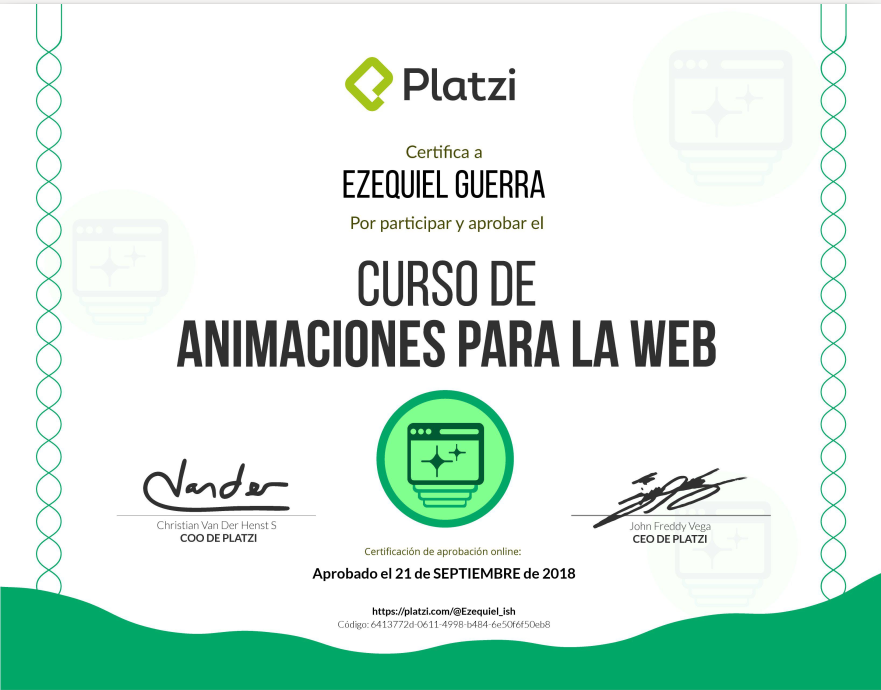 Platzi
Certifica a
EZEQUIEL GUERRA
Por participar y aprobar el
CURSO DE
ANIMACIONES PARA LA WEB
Vander
Christian Van Der Henst S
COO DE PLATZI
John Freddy Vega
CEO DE PLATZI
Certificación de aprobación online:
Aprobado el 21 de SEPTIEMBRE de 2018
https://platzi.com/@Ezequiel_ish
Código: 6413772d-0611-4998-b484-6e50f6f50eb8